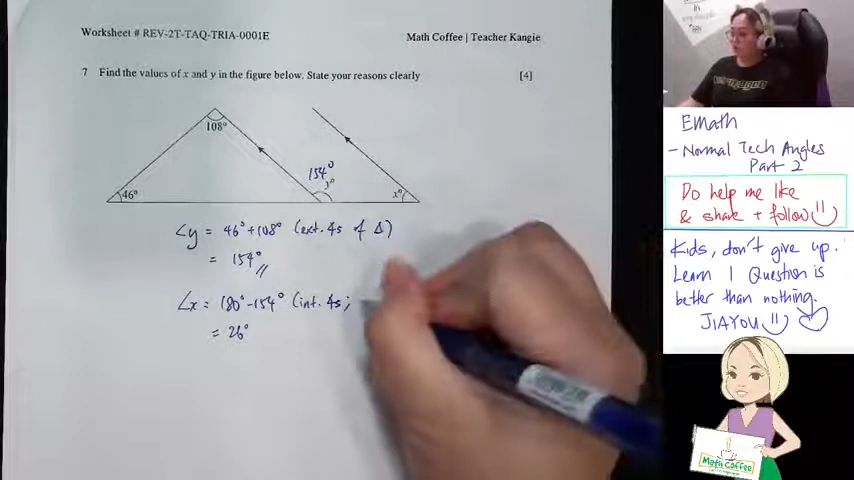 Worksheet # REV-2T-TAQ-TRIA-0001E
Math Coffee | Teacher Kangie
7 Find the values of x and y in the figure below. State your reasons clearly [4]
108°
154°
y°
46°
x°
∠y = 46° + 108° (ext. ∠s of Δ)
= 154°
∠x = 180° - 154° (int. ∠s;
= 26°
EMath
- Normal Tech Angles
Part 2
Do help me like
& share + follow
Kids, don't give up.
Learn 1 Question is
better than nothing.
JIAYOU
Math Coffee